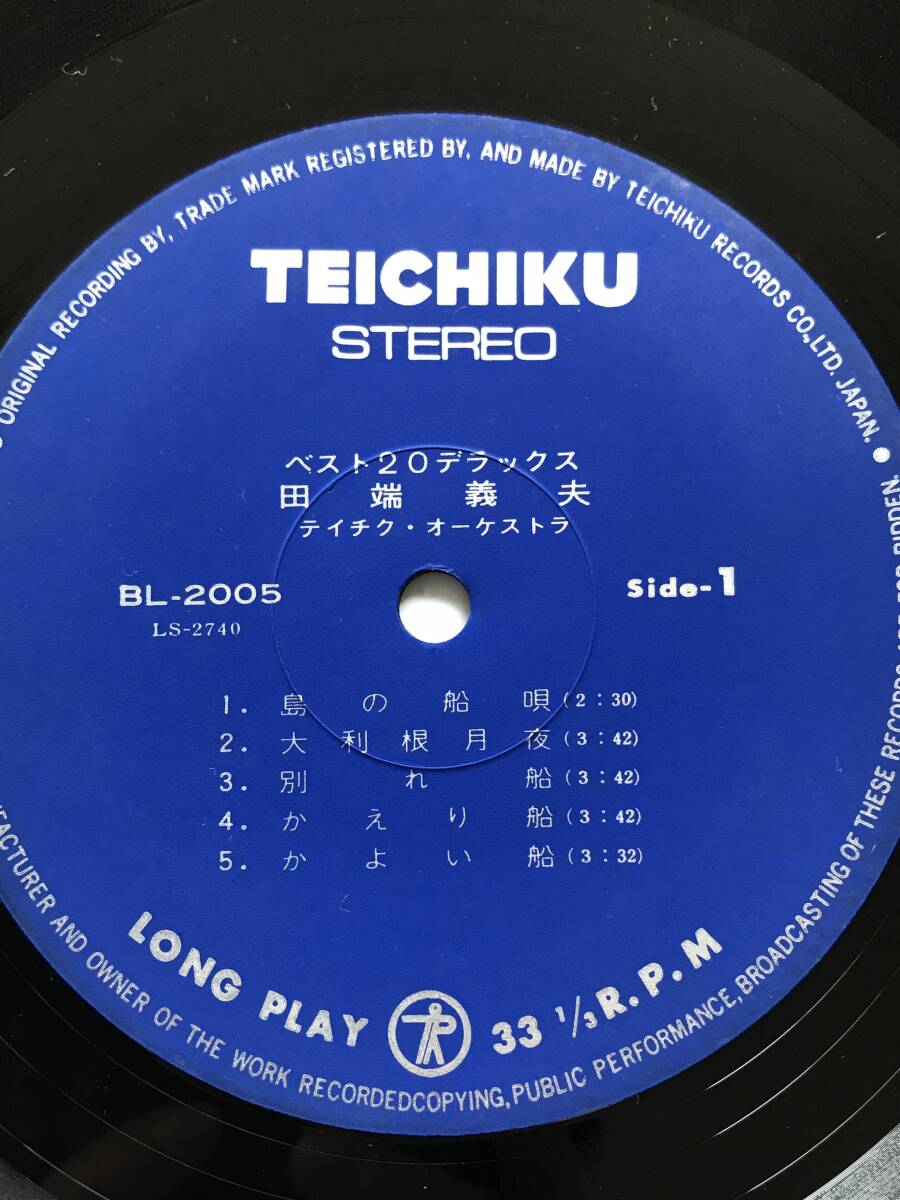 ORIGINAL RECORDING BY, TRADE MARK REGISTERED BY, AND MADE BY TEICHIKU RECORDS CO., LTD. JAPAN. ●
TEICHIKU
STEREO
ベスト20デラックス
田端義夫
テイチク・オーケストラ
BL-2005
LS-2740
Side-1
1. 島の船唄 (2:30)
2. 大利根月夜 (3:42)
3. 別れ船 (3:42)
4. かえり船 (3:42)
5. かよい船 (3:32)
LONG PLAY
33 1/3 R.P.M
AND OWNER OF THE WORK RECORDEDCOPYING, PUBLIC PERFORMANCE, BROADCASTING OF THESE RECORDS